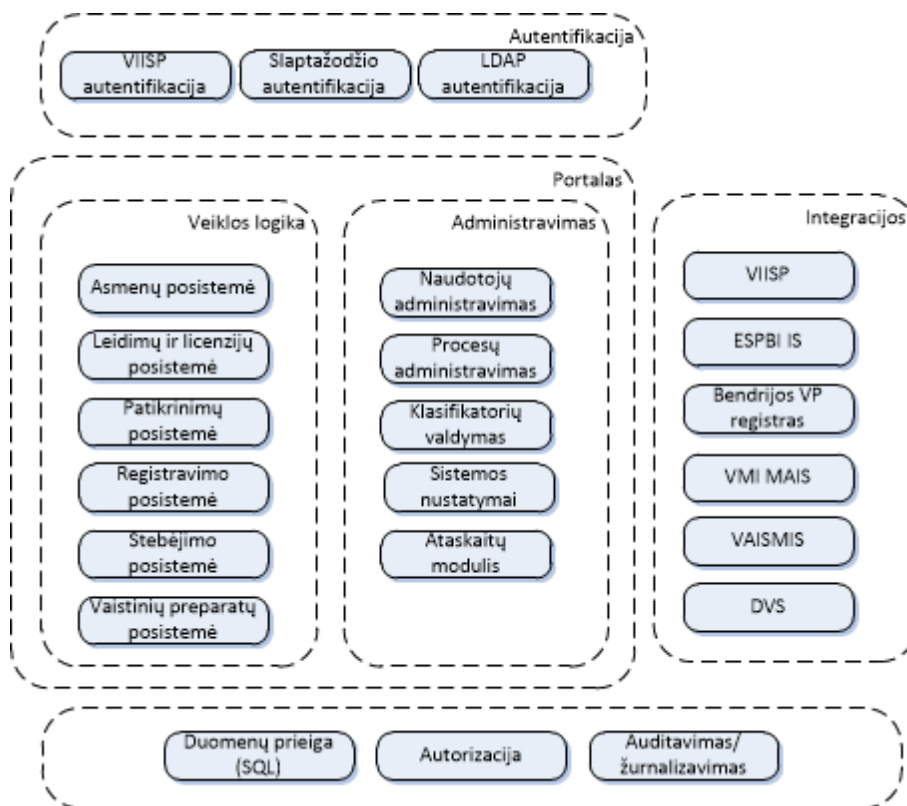 Autentifikacija
VIISP
autentifikacija
Slaptažodžio
autentifikacija
LDAP
autentifikacija
Portalas
Veiklos logika
Asmenų posistemė
Leidimų ir licenzijų
posistemė
Patikrinimų
posistemė
Registravimo
posistemė
Stebėjimo
posistemė
Vaistinių preparatų
posistemė
Administravimas
Naudotojų
administravimas
Procesų
administravimas
Klasifikatorių
valdymas
Sistemos
nustatymai
Ataskaitų
modulis
Integracijos
VIISP
ESPBI IS
Bendrijos VP
registras
VMI MAIS
VAISMIS
DVS
Duomenų prieiga
(SQL)
Autorizacija
Auditavimas/
žurnalizavimas